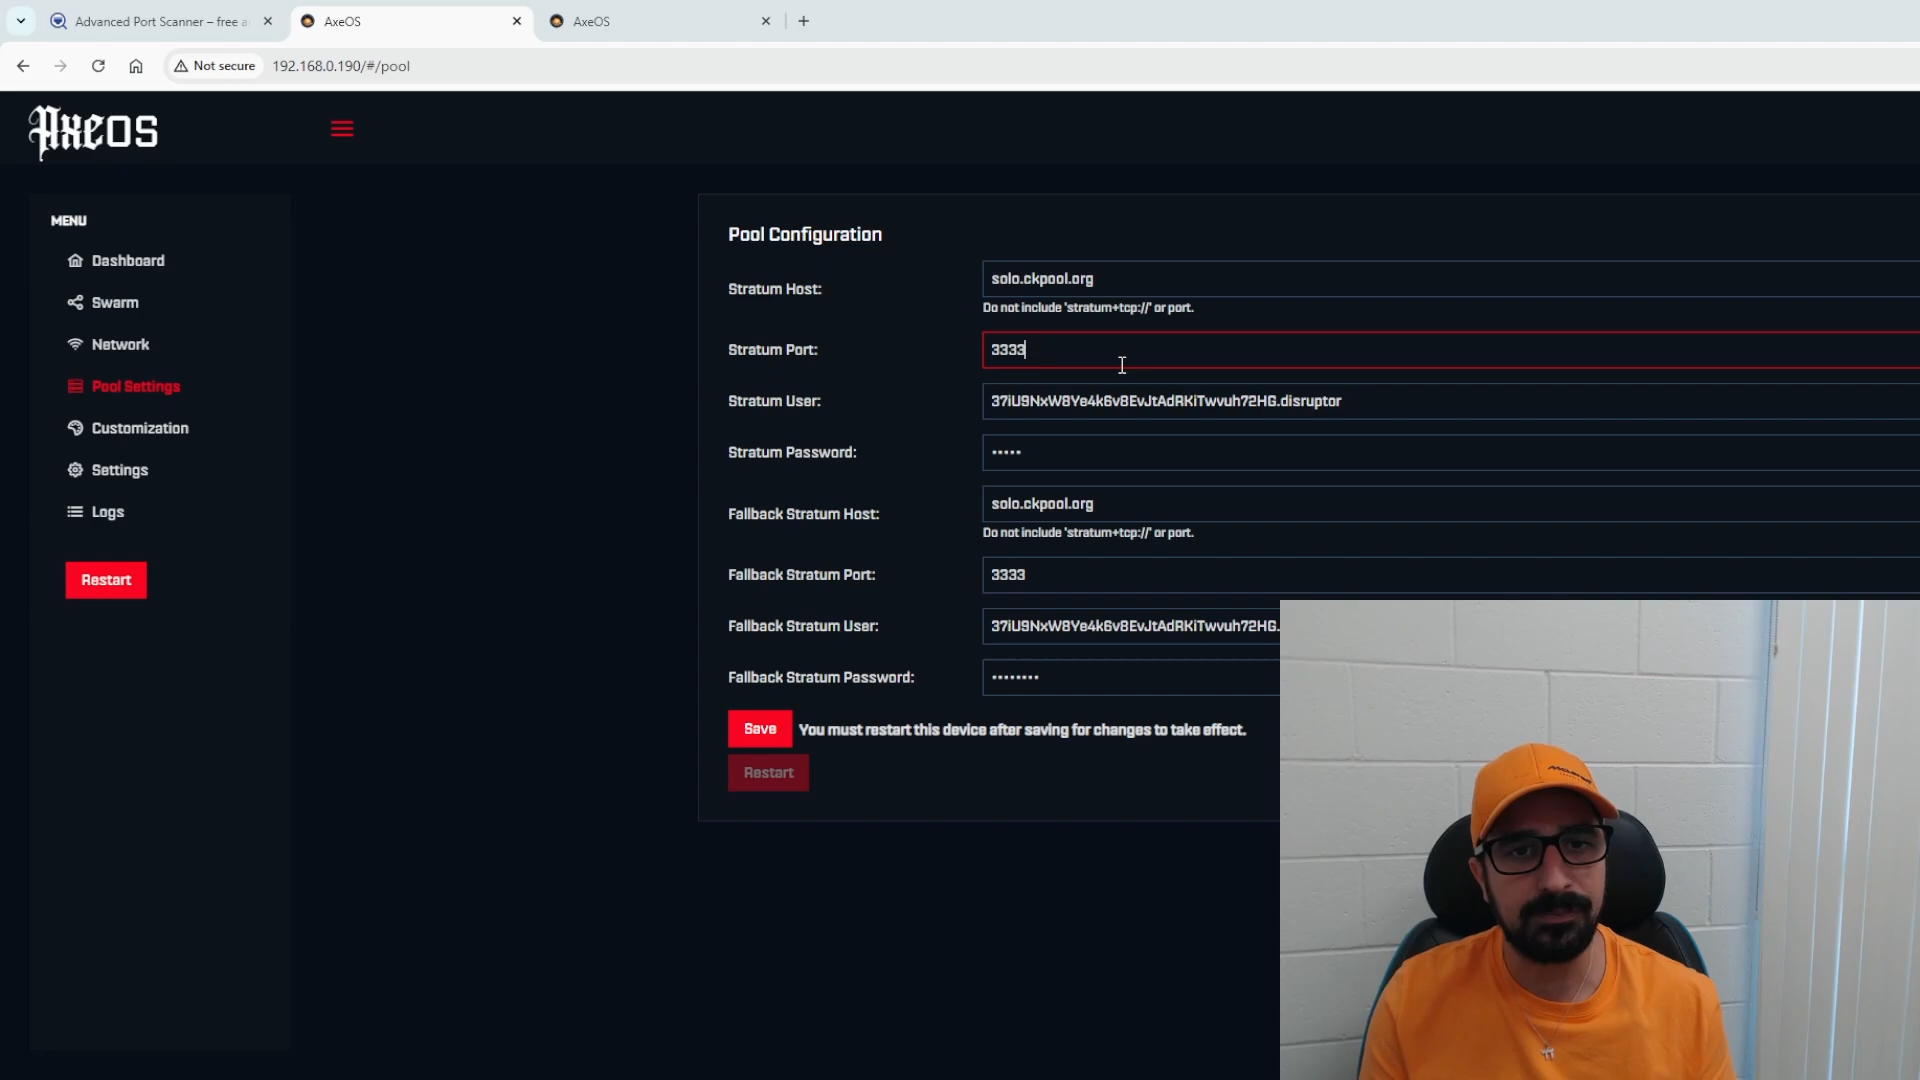 Advanced Port Scanner – free a
AxeOS
AxeOS
Not secure
192.168.0.190/#/pool
AxeOS
MENU
Dashboard
Swarm
Network
Pool Settings
Customization
Settings
Logs
Restart
Pool Configuration
Stratum Host:
solo.ckpool.org
Do not include 'stratum+tcp://' or port.
Stratum Port:
3333
Stratum User:
37iU9NxW8Ye4k6v8EvJtAdRKiTwvuh72HG.disruptor
Stratum Password:
•••••
Fallback Stratum Host:
solo.ckpool.org
Do not include 'stratum+tcp://' or port.
Fallback Stratum Port:
3333
Fallback Stratum User:
37iU9NxW8Ye4k6v8EvJtAdRKiTwvuh72HG.
Fallback Stratum Password:
••••••••
Save
You must restart this device after saving for changes to take effect.
Restart